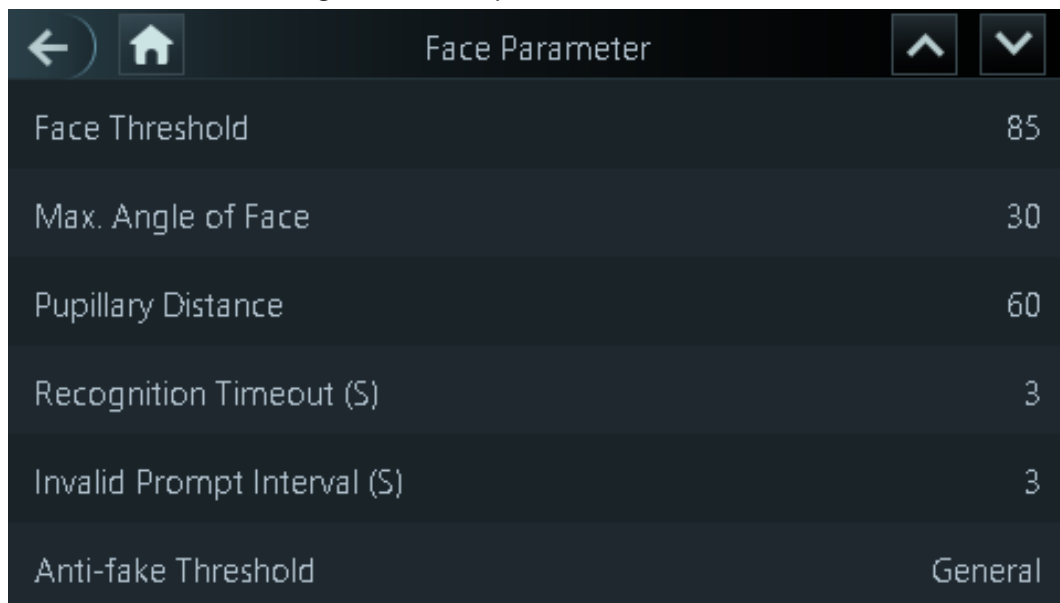 Face Parameter
Face Threshold 85
Max. Angle of Face 30
Pupillary Distance 60
Recognition Timeout (S) 3
Invalid Prompt Interval (S) 3
Anti-fake Threshold General